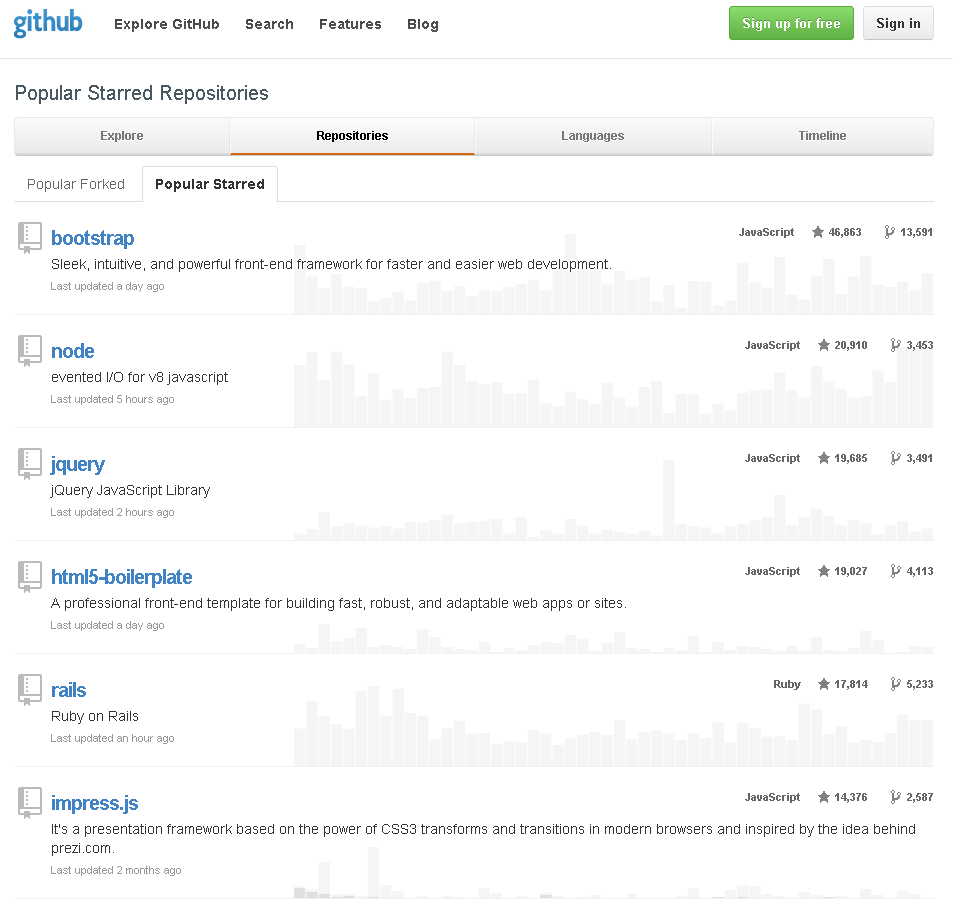 github Explore GitHub Search Features Blog Sign up for free Sign in
Popular Starred Repositories
Explore Repositories Languages Timeline
Popular Forked Popular Starred
bootstrap JavaScript 46,863 13,591
Sleek, intuitive, and powerful front-end framework for faster and easier web development.
Last updated a day ago
node JavaScript 20,910 3,453
evented I/O for v8 javascript
Last updated 5 hours ago
jquery JavaScript 19,685 3,491
jQuery JavaScript Library
Last updated 2 hours ago
html5-boilerplate JavaScript 19,027 4,113
A professional front-end template for building fast, robust, and adaptable web apps or sites.
Last updated a day ago
rails Ruby 17,814 5,233
Ruby on Rails
Last updated an hour ago
impress.js JavaScript 14,376 2,587
It's a presentation framework based on the power of CSS3 transforms and transitions in modern browsers and inspired by the idea behind
prezi.com.
Last updated 2 months ago